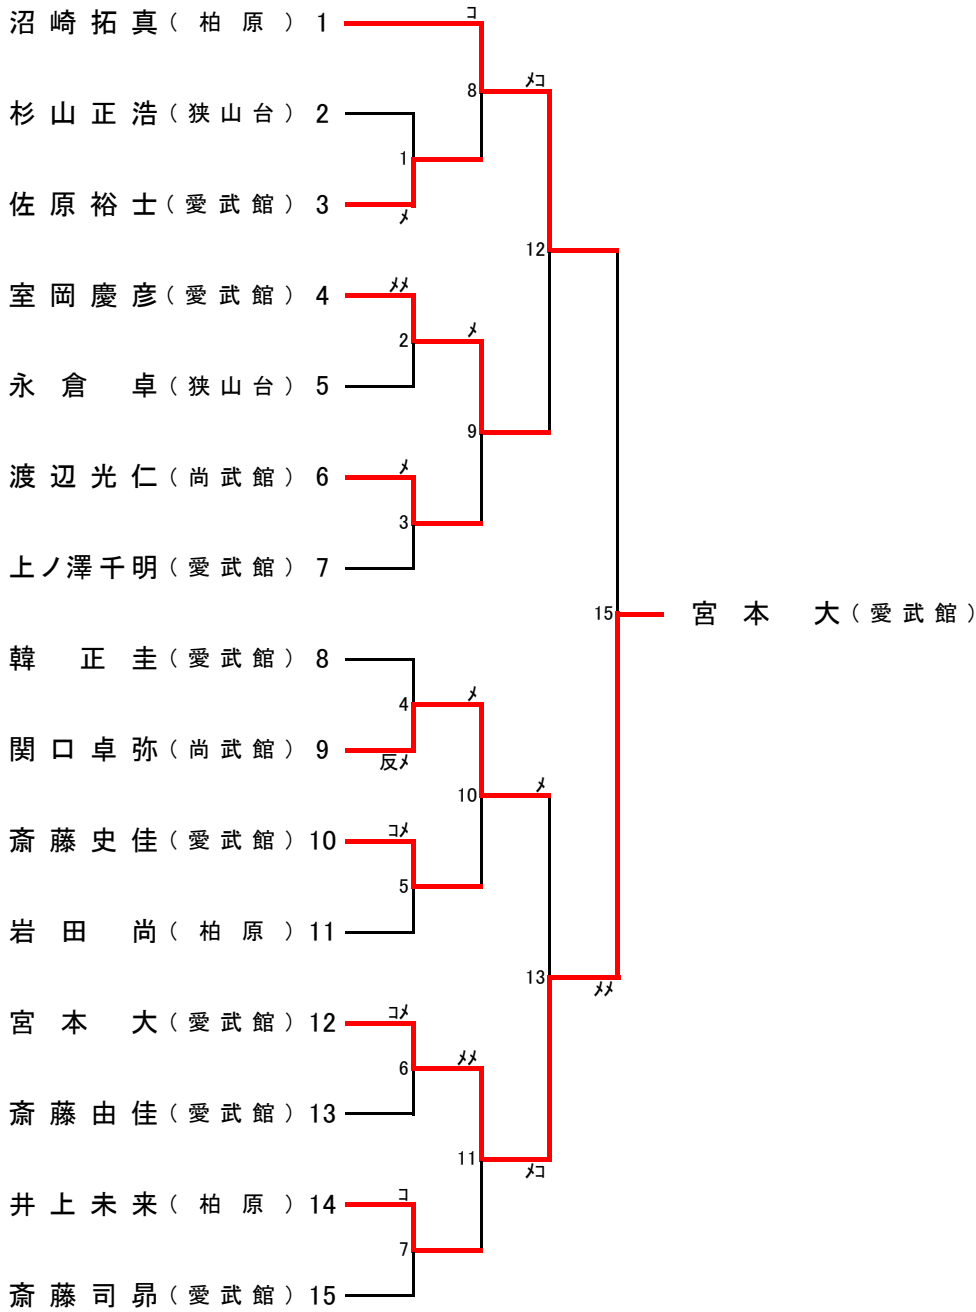 沼崎拓真（柏原）1
コ
メコ
8
杉山正浩（狭山台）2
1
佐原裕士（愛武館）3
メ
12
室岡慶彦（愛武館）4
メメ
メ
2
永倉 卓（狭山台）5
9
渡辺光仁（尚武館）6
メ
3
上ノ澤千明（愛武館）7
15
宮本 大（愛武館）
韓 正圭（愛武館）8
4
メ
関口卓弥（尚武館）9
反メ
10
メ
斎藤史佳（愛武館）10
コメ
5
岩田 尚（柏原）11
13
メメ
宮本 大（愛武館）12
コメ
メメ
6
斎藤由佳（愛武館）13
11
メコ
井上未来（柏原）14
コ
7
斎藤司昴（愛武館）15